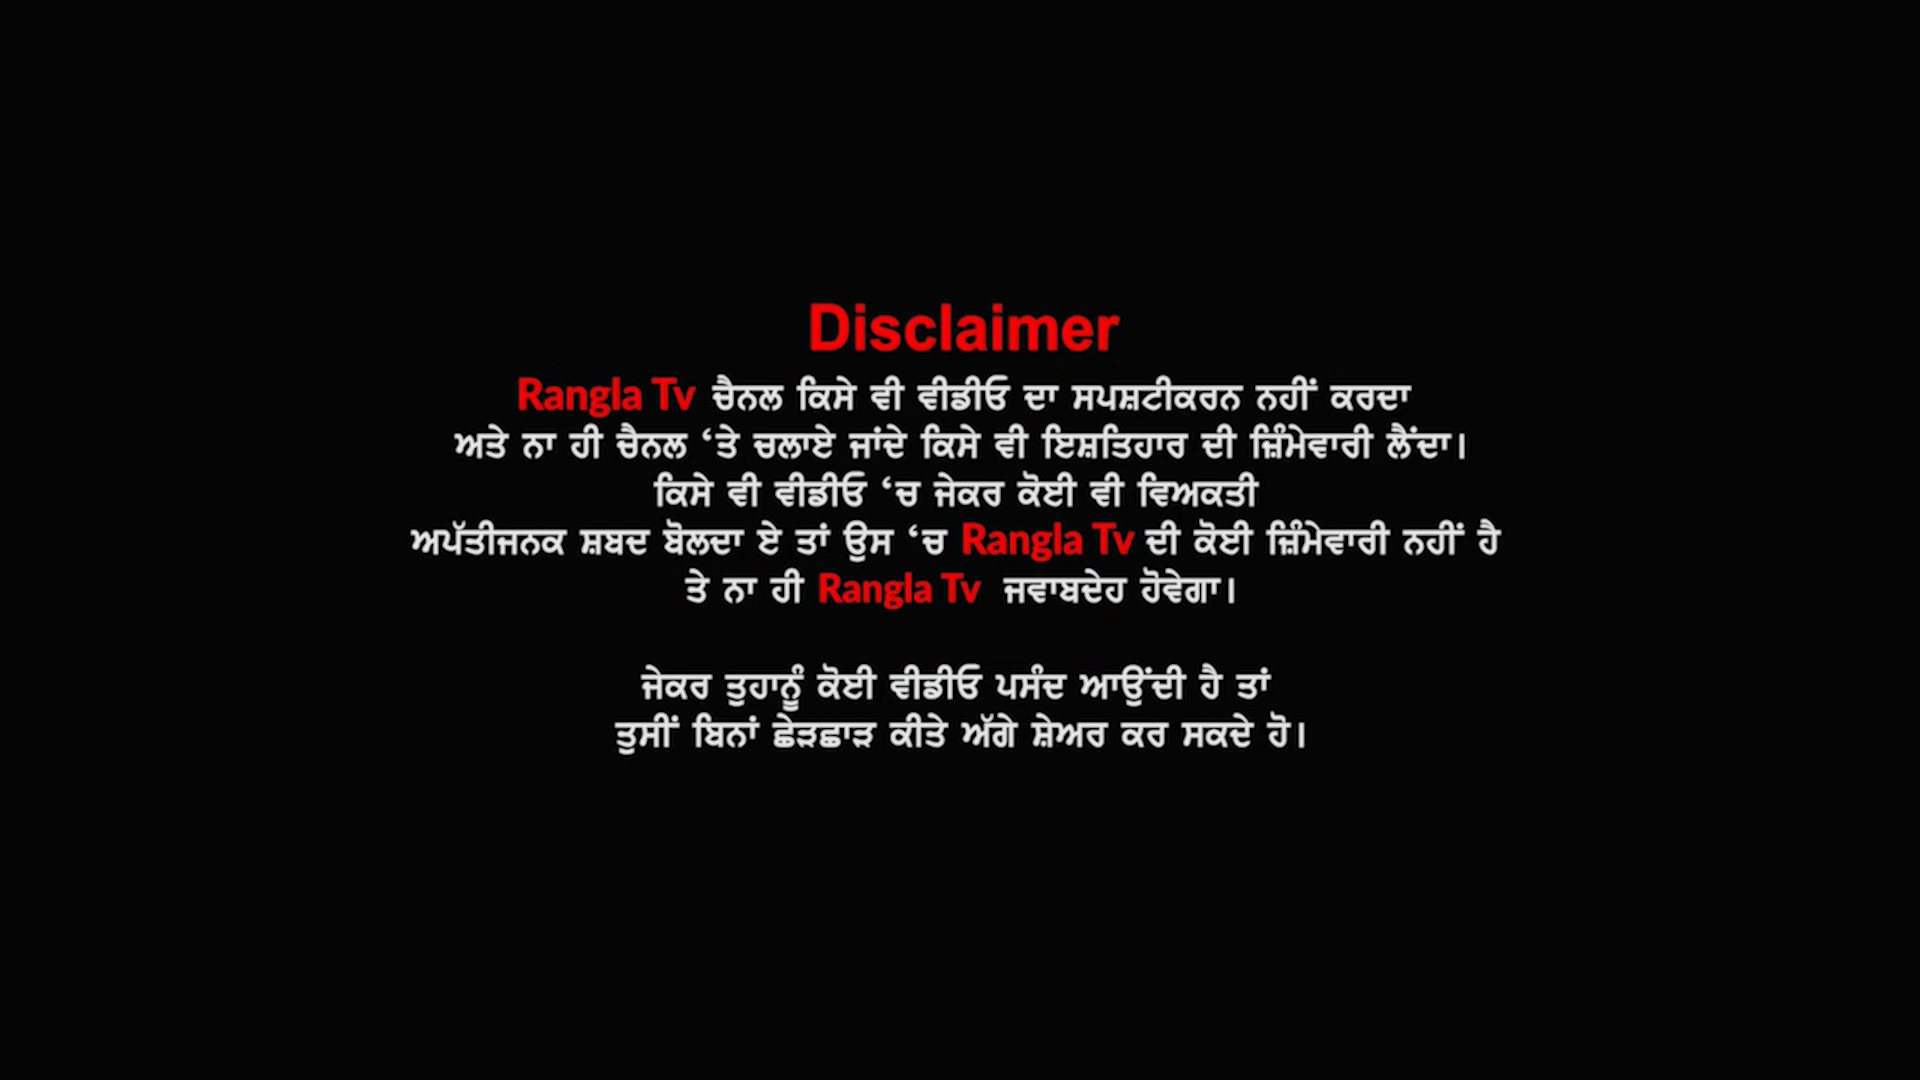 Disclaimer
Rangla Tv ਚੈਨਲ ਕਿਸੇ ਵੀ ਵੀਡੀਓ ਦਾ ਸਪਸ਼ਟੀਕਰਨ ਨਹੀਂ ਕਰਦਾ
ਅਤੇ ਨਾ ਹੀ ਚੈਨਲ ‘ਤੇ ਚਲਾਏ ਜਾਂਦੇ ਕਿਸੇ ਵੀ ਇਸ਼ਤਿਹਾਰ ਦੀ ਜ਼ਿੰਮੇਵਾਰੀ ਲੈਂਦਾ।
ਕਿਸੇ ਵੀ ਵੀਡੀਓ ‘ਚ ਜੇਕਰ ਕੋਈ ਵੀ ਵਿਅਕਤੀ
ਅਪੱਤੀਜਨਕ ਸ਼ਬਦ ਬੋਲਦਾ ਏ ਤਾਂ ਉਸ ‘ਚ Rangla Tv ਦੀ ਕੋਈ ਜ਼ਿੰਮੇਵਾਰੀ ਨਹੀਂ ਹੈ
ਤੇ ਨਾ ਹੀ Rangla Tv ਜਵਾਬਦੇਹ ਹੋਵੇਗਾ।
ਜੇਕਰ ਤੁਹਾਨੂੰ ਕੋਈ ਵੀਡੀਓ ਪਸੰਦ ਆਉਂਦੀ ਹੈ ਤਾਂ
ਤੁਸੀਂ ਬਿਨਾਂ ਛੇੜਛਾੜ ਕੀਤੇ ਅੱਗੇ ਸ਼ੇਅਰ ਕਰ ਸਕਦੇ ਹੋ।